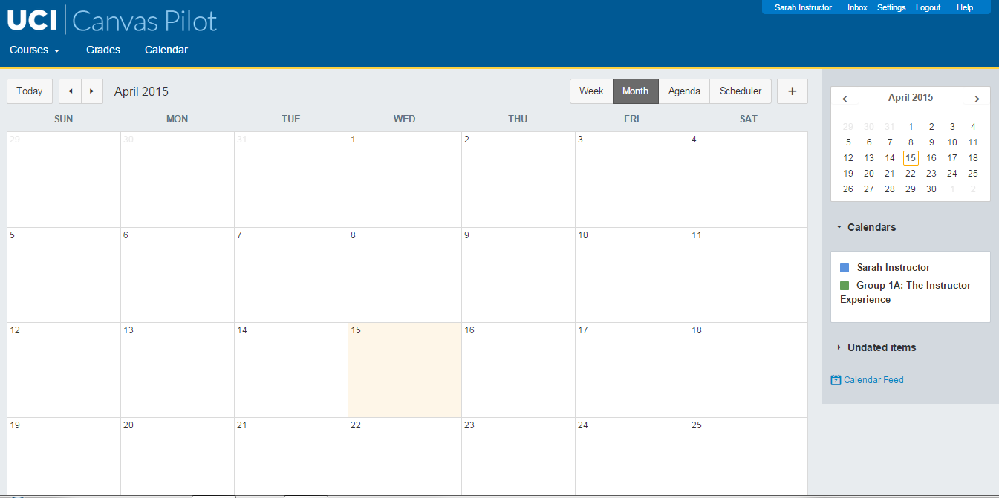 UCI Canvas Pilot
Sarah Instructor Inbox Settings Logout Help
Courses Grades Calendar
Today April 2015 Week Month Agenda Scheduler +
SUN MON TUE WED THU FRI SAT
29 30 31 1 2 3 4
5 6 7 8 9 10 11
12 13 14 15 16 17 18
19 20 21 22 23 24 25
April 2015
29 30 31 1 2 3 4
5 6 7 8 9 10 11
12 13 14 15 16 17 18
19 20 21 22 23 24 25
26 27 28 29 30 1 2
Calendars
Sarah Instructor
Group 1A: The Instructor
Experience
Undated items
7 Calendar Feed